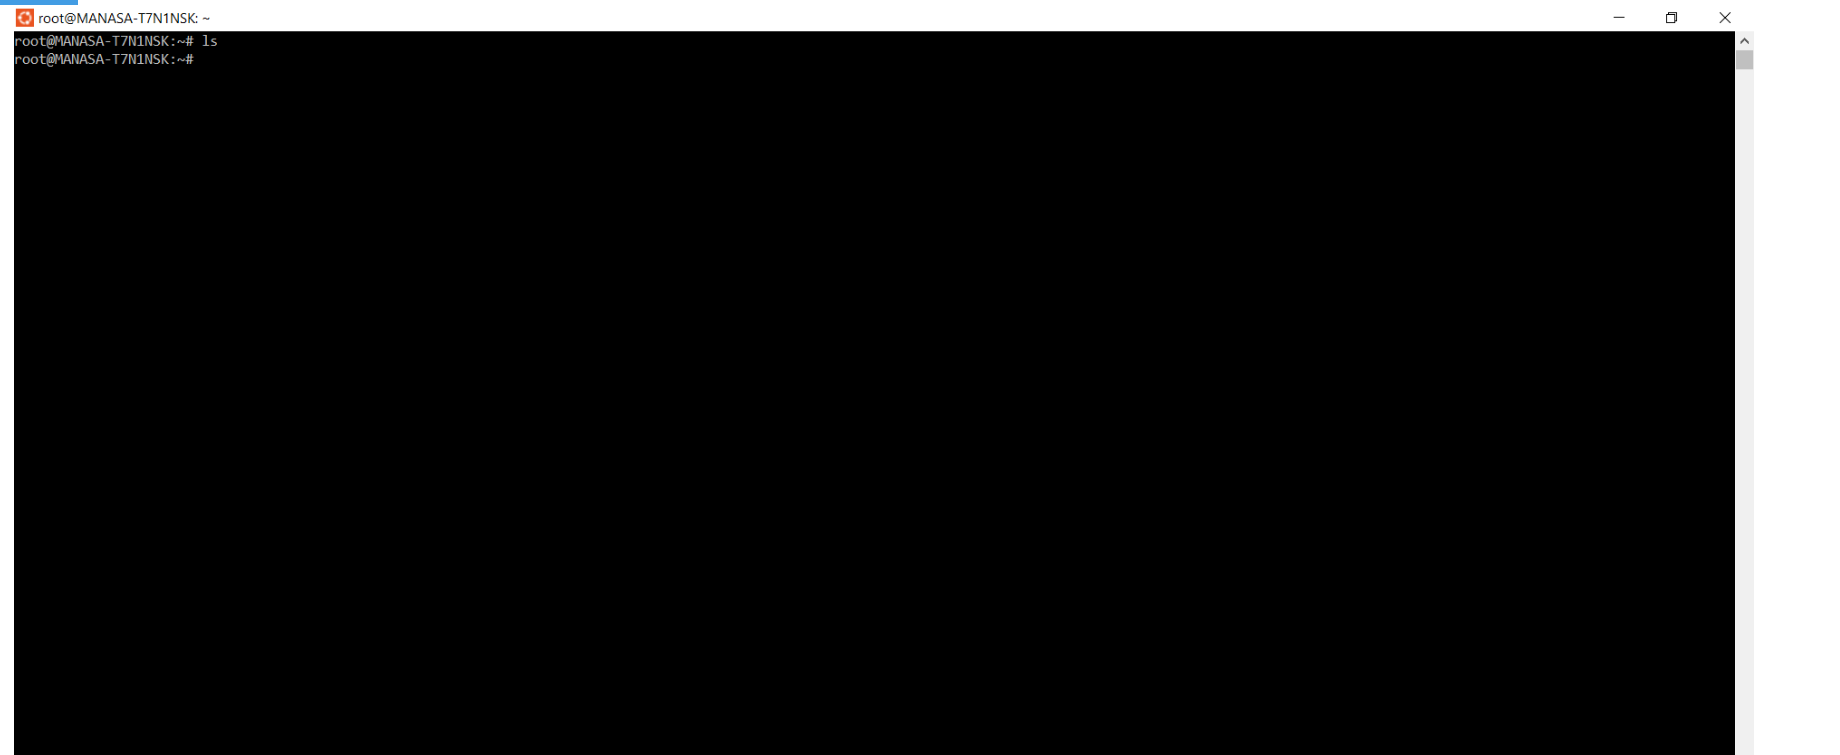 root@MANASA-T7N1NSK: ~
root@MANASA-T7N1NSK:~# ls
root@MANASA-T7N1NSK:~#